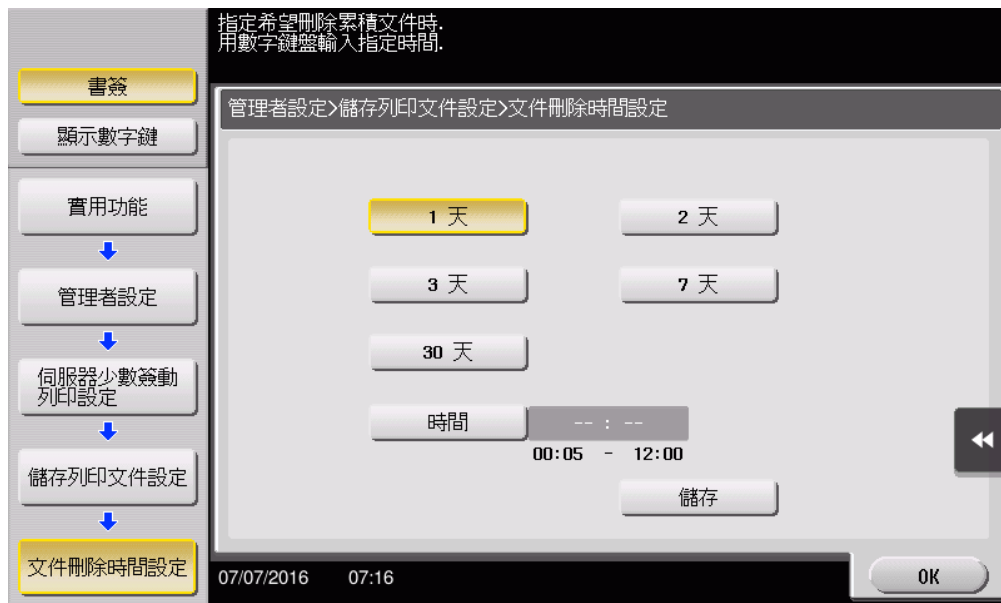 指定希望刪除累積文件時.
用數字鍵盤輸入指定時間.
書簽
顯示數字鍵
實用功能
管理者設定
伺服器少數簽動
列印設定
儲存列印文件設定
文件刪除時間設定
管理者設定>儲存列印文件設定>文件刪除時間設定
1 天
2 天
3 天
7 天
30 天
時間
-- : --
00:05 - 12:00
儲存
07/07/2016 07:16
OK